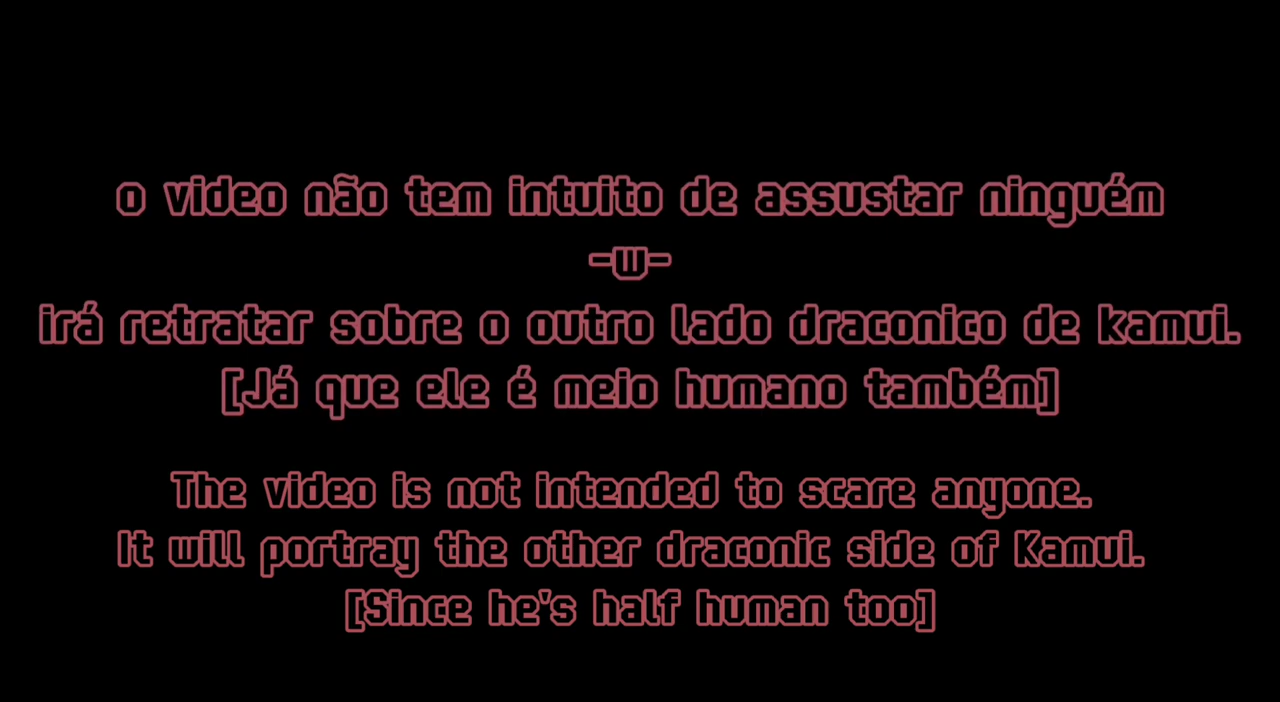 o video não tem intuito de assustar ninguém
-w-
irá retratar sobre o outro lado draconico de kamui.
[Já que ele é meio humano também]
The video is not intended to scare anyone.
It will portray the other draconic side of Kamui.
[Since he's half human too]